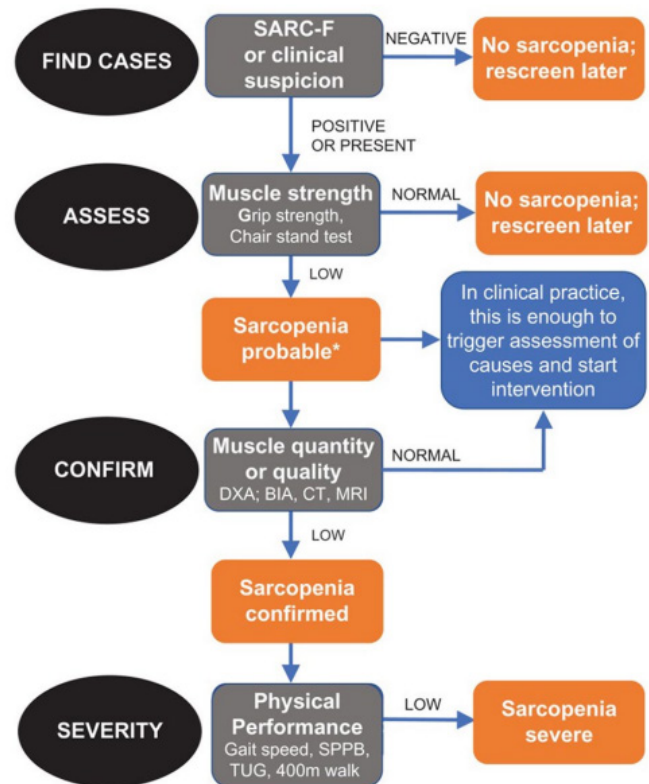 FIND CASES
SARC-F
or clinical
suspicion
NEGATIVE
No sarcopenia;
rescreen later
POSITIVE
OR PRESENT
ASSESS
Muscle strength
Grip strength,
Chair stand test
NORMAL
No sarcopenia;
rescreen later
LOW
Sarcopenia
probable*
In clinical practice,
this is enough to
trigger assessment of
causes and start
intervention
CONFIRM
Muscle quantity
or quality
DXA; BIA, CT, MRI
NORMAL
LOW
Sarcopenia
confirmed
SEVERITY
Physical
Performance
Gait speed, SPPB,
TUG, 400m walk
LOW
Sarcopenia
severe